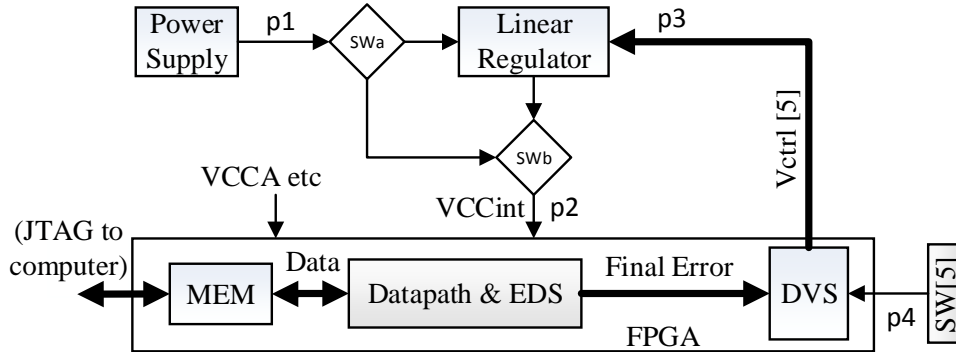 Power
Supply
p1
SWa
Linear
Regulator
p3
SWb
Vctrl [5]
VCCA etc
VCCint
p2
(JTAG to
computer)
MEM
Data
Datapath & EDS
Final Error
DVS
p4
SW[5]
FPGA